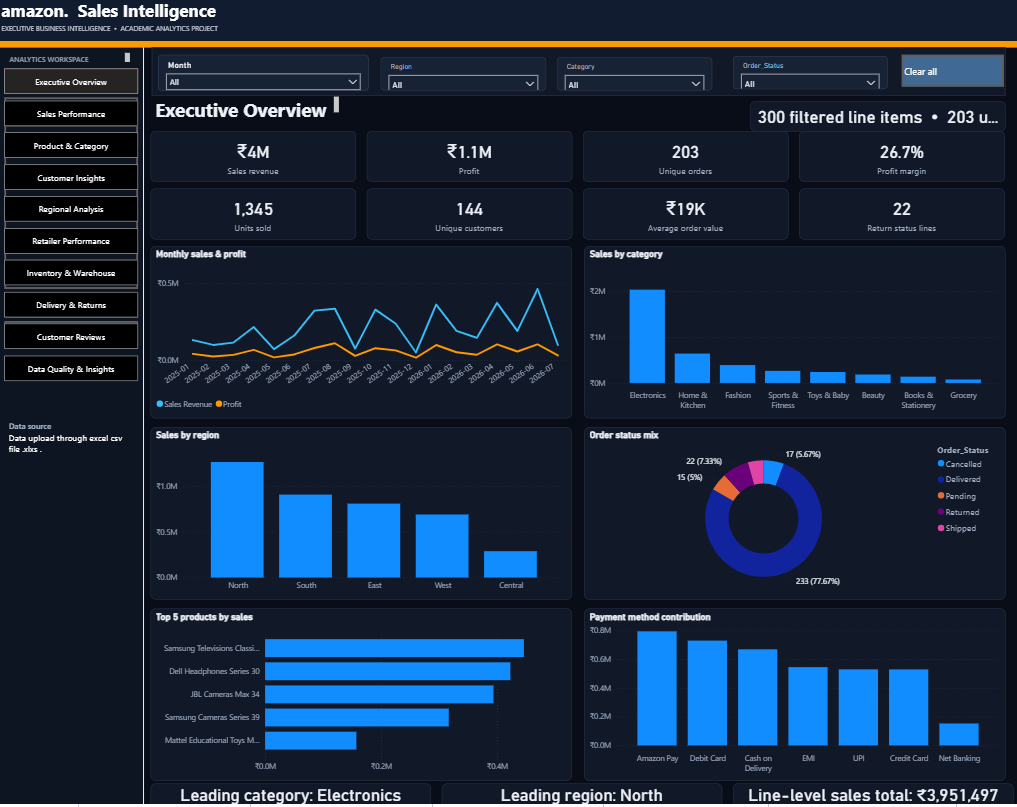 amazon. Sales Intelligence
EXECUTIVE BUSINESS INTELLIGENCE • ACADEMIC ANALYTICS PROJECT
ANALYTICS WORKSPACE
Executive Overview
Sales Performance
Product & Category
Customer Insights
Regional Analysis
Retailer Performance
Inventory & Warehouse
Delivery & Returns
Customer Reviews
Data Quality & Insights
Data source
Data upload through excel csv
file .xlxs .
Month
All
Region
All
Category
All
Order_Status
All
Clear all
Executive Overview
300 filtered line items • 203 u...
₹4M
Sales revenue
₹1.1M
Profit
203
Unique orders
26.7%
Profit margin
1,345
Units sold
144
Unique customers
₹19K
Average order value
22
Return status lines
Monthly sales & profit
₹0.5M
₹0.0M
2025-01
2025-02
2025-03
2025-04
2025-05
2025-06
2025-07
2025-08
2025-09
2025-10
2025-11
2025-12
2026-01
2026-02
2026-03
2026-04
2026-05
2026-06
2026-07
Sales Revenue
Profit
Sales by category
₹2M
₹1M
₹0M
Electronics
Home &
Kitchen
Fashion
Sports &
Fitness
Toys & Baby
Beauty
Books &
Stationery
Grocery
Sales by region
₹1.0M
₹0.5M
₹0.0M
North
South
East
West
Central
Order status mix
17 (5.67%)
22 (7.33%)
15 (5%)
233 (77.67%)
Order_Status
Cancelled
Delivered
Pending
Returned
Shipped
Top 5 products by sales
Samsung Televisions Classi...
Dell Headphones Series 30
JBL Cameras Max 34
Samsung Cameras Series 39
Mattel Educational Toys M...
₹0.0M
₹0.2M
₹0.4M
Payment method contribution
₹0.8M
₹0.6M
₹0.4M
₹0.2M
₹0.0M
Amazon Pay
Debit Card
Cash on
Delivery
EMI
UPI
Credit Card
Net Banking
Leading category: Electronics
Leading region: North
Line-level sales total: ₹3,951,497